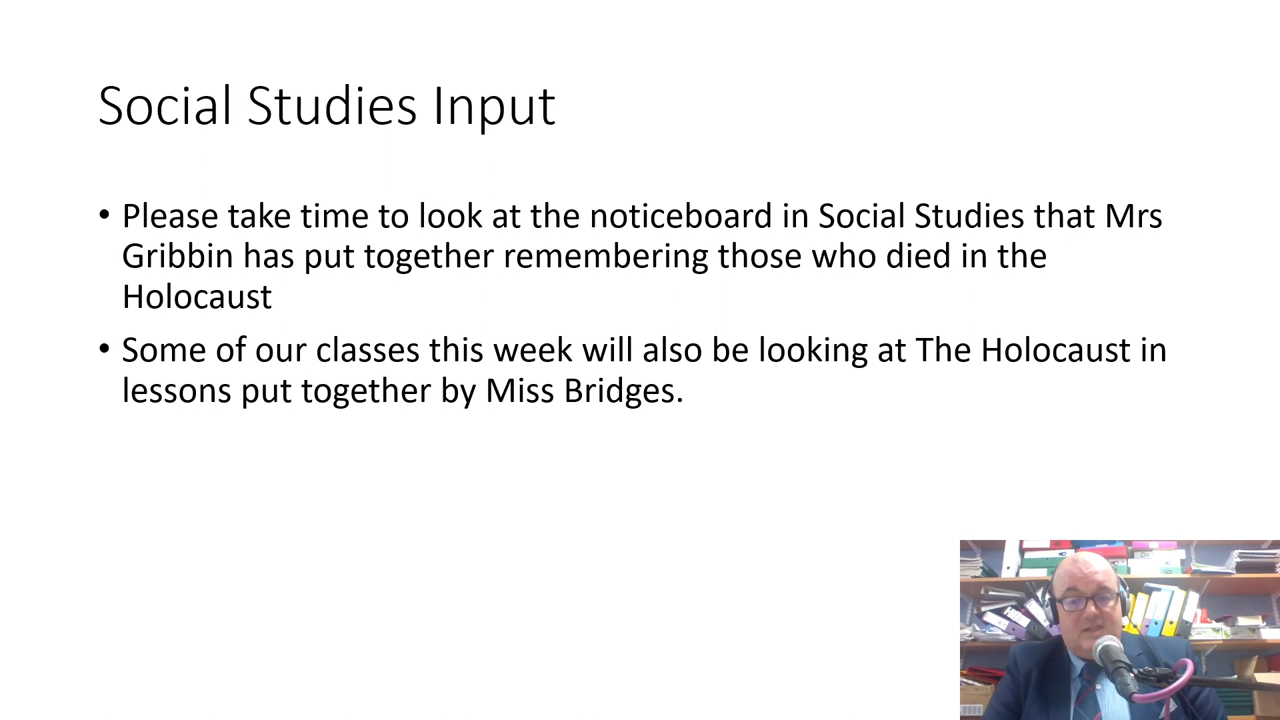 Social Studies Input
• Please take time to look at the noticeboard in Social Studies that Mrs
Gribbin has put together remembering those who died in the
Holocaust
• Some of our classes this week will also be looking at The Holocaust in
lessons put together by Miss Bridges.